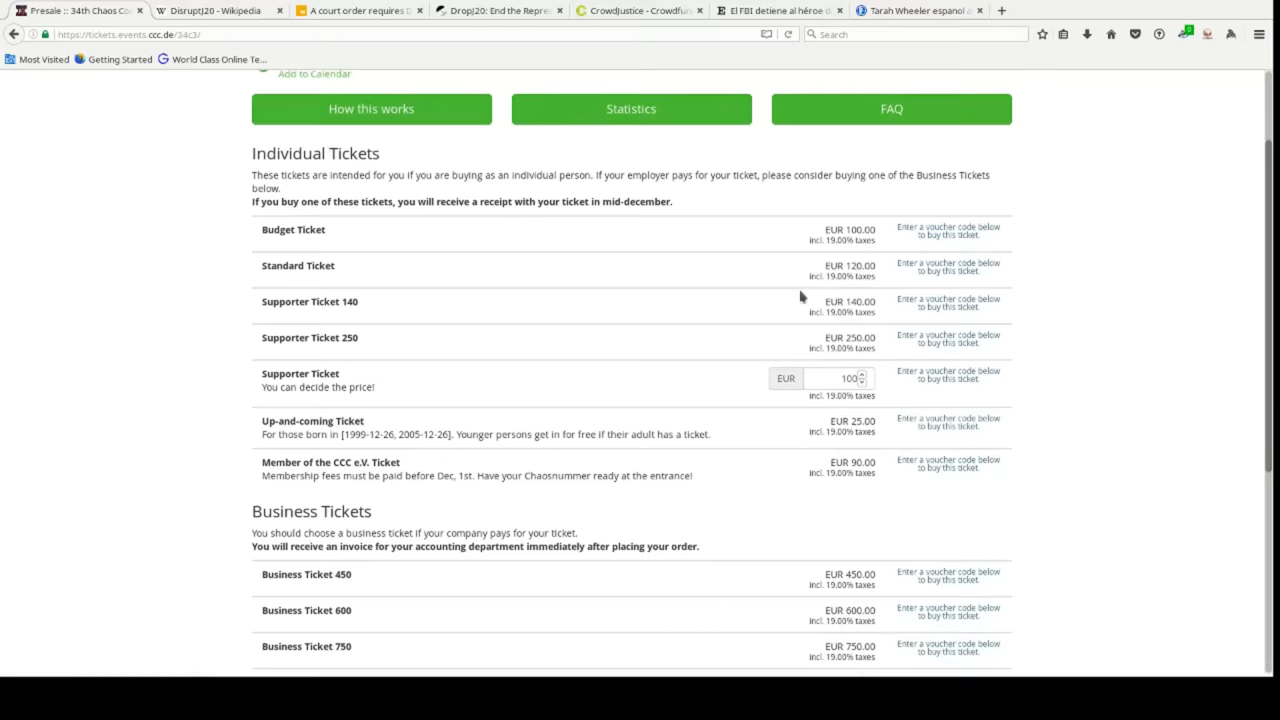 Presale :: 34th Chaos Co
DisruptJ20 - Wikipedia
A court order requires D
DropJ20: End the Repres
CrowdJustice - Crowdfu
El FBI detiene al héroe d
Tarah Wheeler espanol a
https://tickets.events.ccc.de/34c3/
Search
Most Visited
Getting Started
World Class Online Te...
Add to Calendar
How this works
Statistics
FAQ
Individual Tickets
These tickets are intended for you if you are buying as an individual person. If your employer pays for your ticket, please consider buying one of the Business Tickets
below.
If you buy one of these tickets, you will receive a receipt with your ticket in mid-december.
Budget Ticket
EUR 100.00
incl. 19.00% taxes
Enter a voucher code below
to buy this ticket.
Standard Ticket
EUR 120.00
incl. 19.00% taxes
Enter a voucher code below
to buy this ticket.
Supporter Ticket 140
EUR 140.00
incl. 19.00% taxes
Enter a voucher code below
to buy this ticket.
Supporter Ticket 250
EUR 250.00
incl. 19.00% taxes
Enter a voucher code below
to buy this ticket.
Supporter Ticket
You can decide the price!
EUR 100
incl. 19.00% taxes
Enter a voucher code below
to buy this ticket.
Up-and-coming Ticket
For those born in [1999-12-26, 2005-12-26]. Younger persons get in for free if their adult has a ticket.
EUR 25.00
incl. 19.00% taxes
Enter a voucher code below
to buy this ticket.
Member of the CCC e.V. Ticket
Membership fees must be paid before Dec, 1st. Have your Chaosnummer ready at the entrance!
EUR 90.00
incl. 19.00% taxes
Enter a voucher code below
to buy this ticket.
Business Tickets
You should choose a business ticket if your company pays for your ticket.
You will receive an invoice for your accounting department immediately after placing your order.
Business Ticket 450
EUR 450.00
incl. 19.00% taxes
Enter a voucher code below
to buy this ticket.
Business Ticket 600
EUR 600.00
incl. 19.00% taxes
Enter a voucher code below
to buy this ticket.
Business Ticket 750
EUR 750.00
incl. 19.00% taxes
Enter a voucher code below
to buy this ticket.